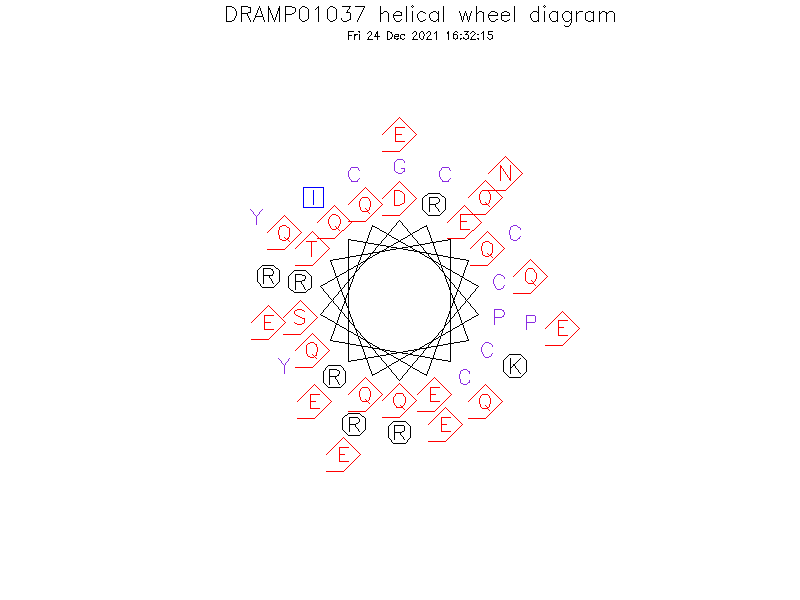 DRAMP01037 helical wheel diagram
Fri 24 Dec 2021 16:32:15
E
C G C N
I Q D R Q
Y Q Q T E Q C
R R C Q
E S P P E
Y Q C K
R C
E Q Q E Q
R R E
E